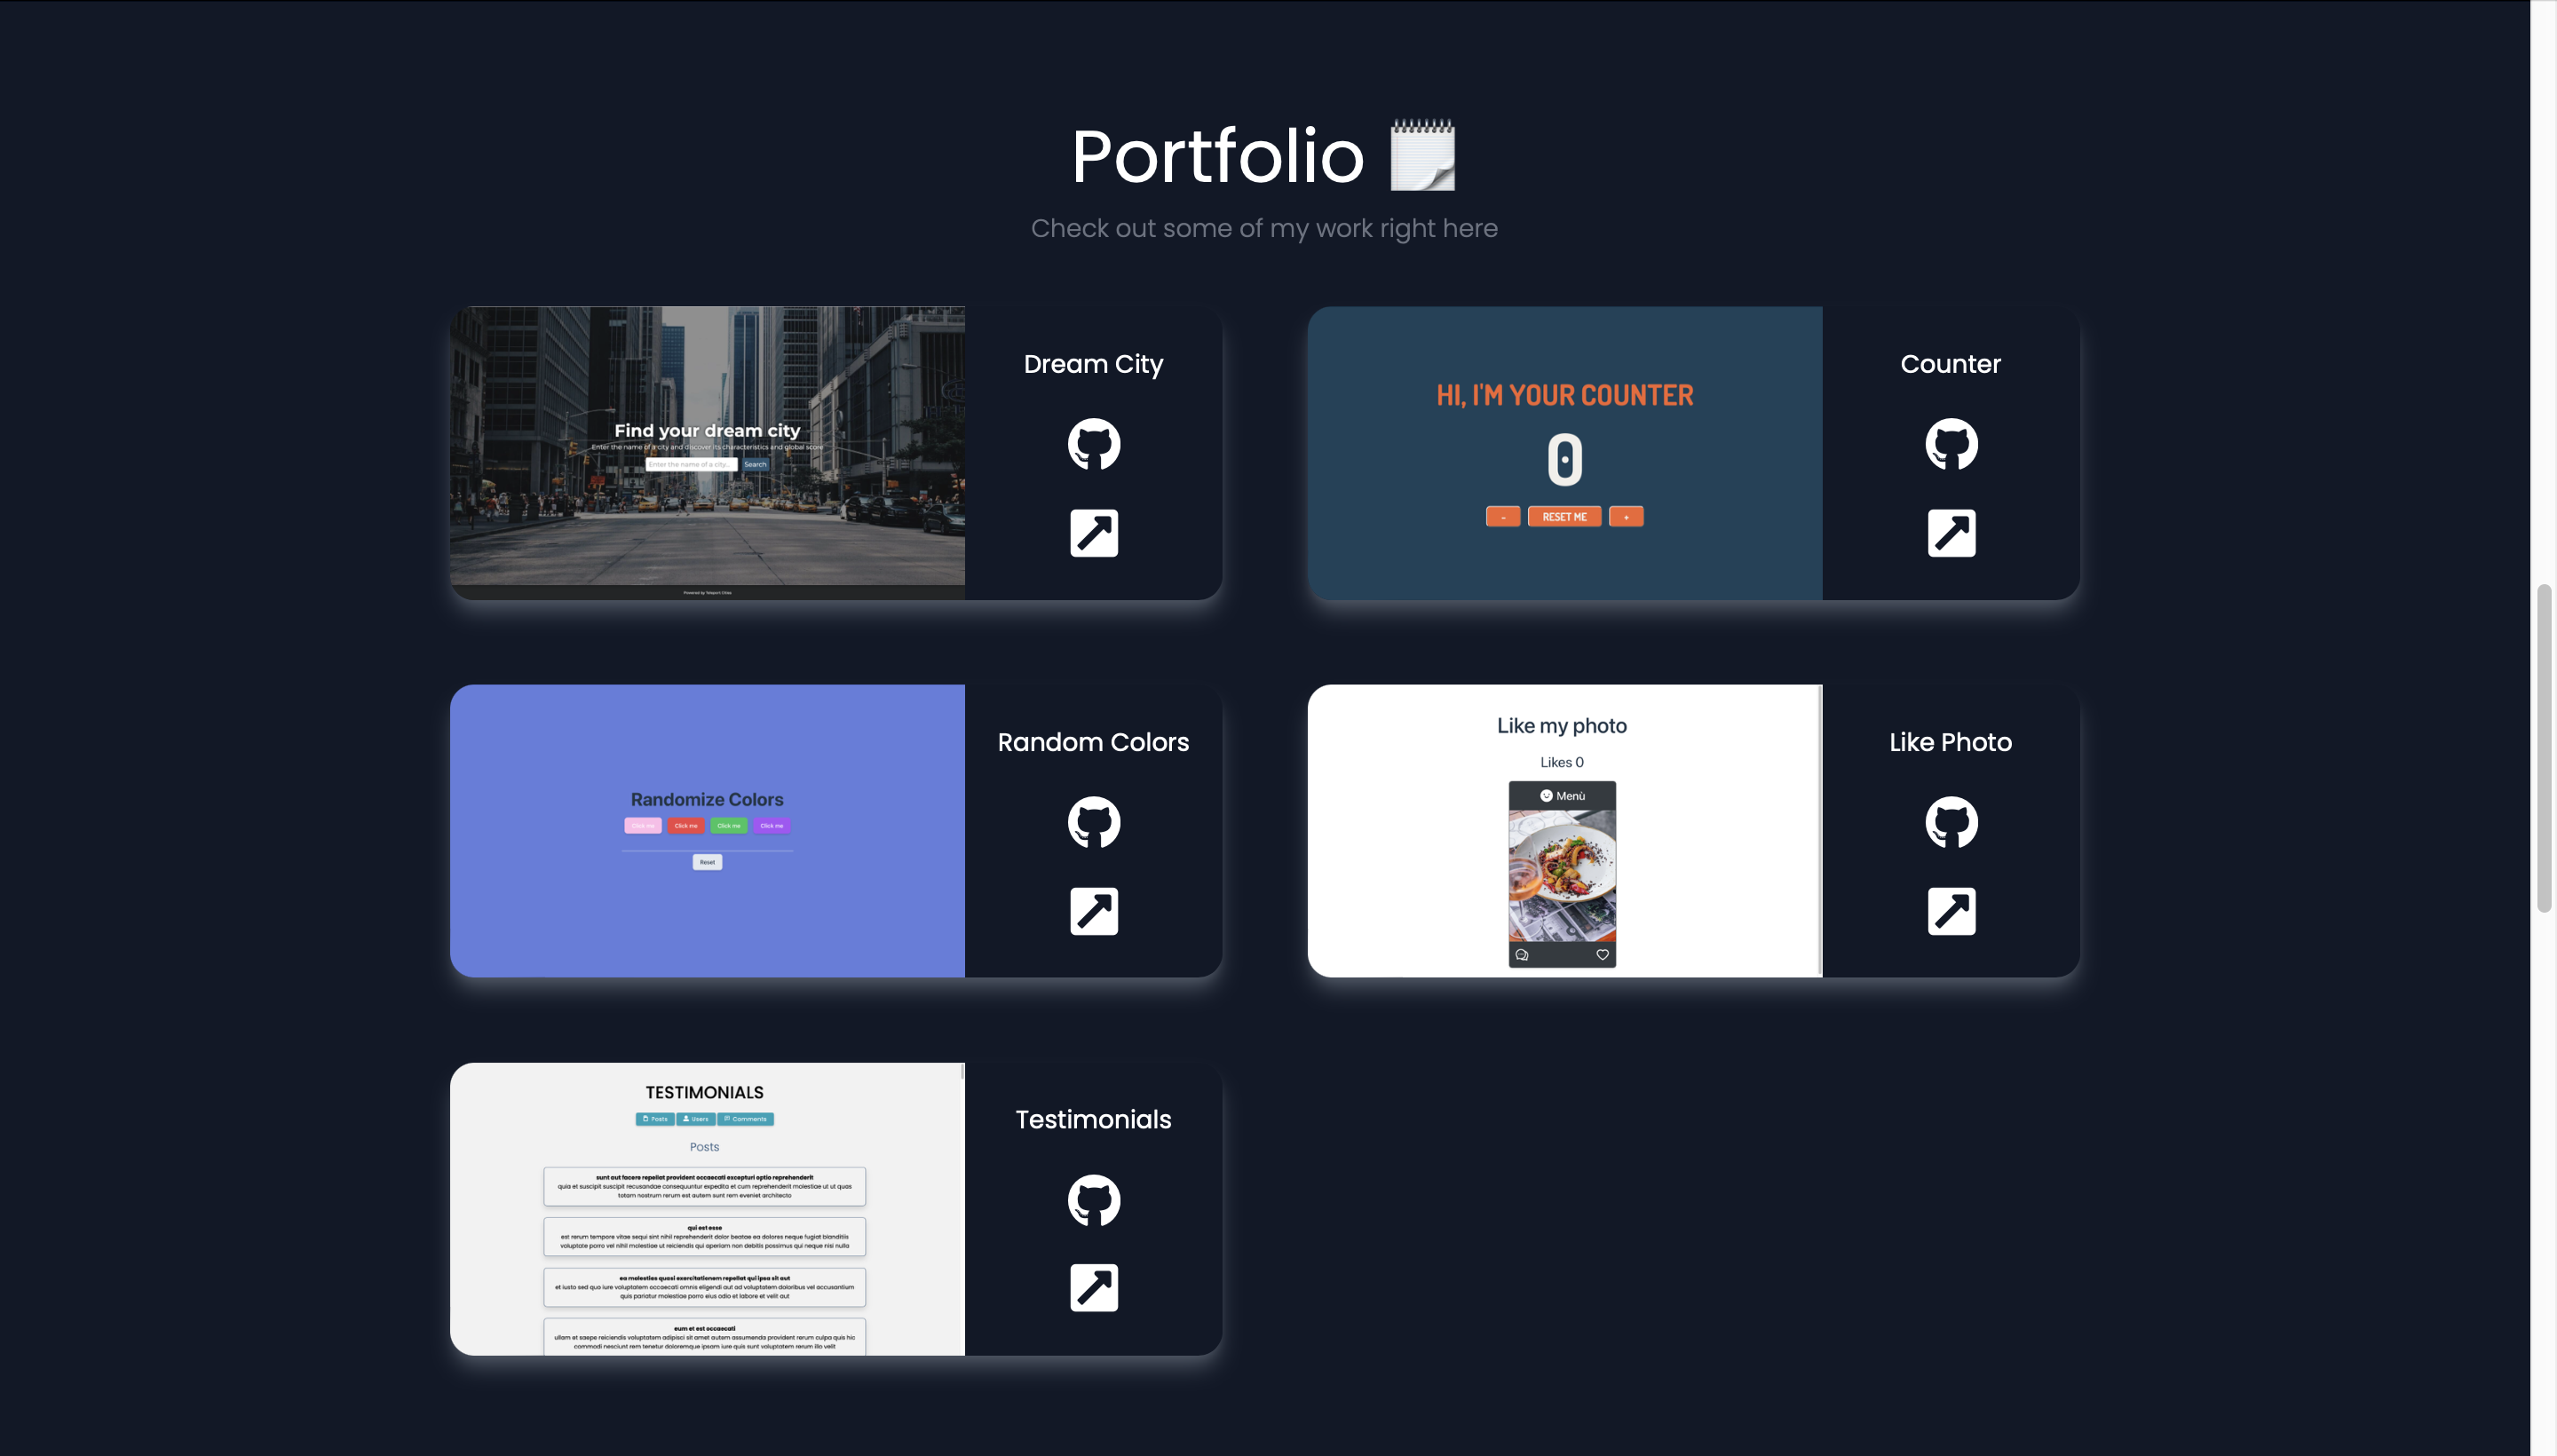 Portfolio
Check out some of my work right here
Find your dream city
Enter the name of a city and discover its characteristics and global score
Enter the name of a city...
Search
Powered by Teleport Cities
Dream City
HI, I'M YOUR COUNTER
0
-
RESET ME
+
Counter
Randomize Colors
Click me
Click me
Click me
Click me
Reset
Random Colors
Like my photo
Likes 0
Menù
Like Photo
TESTIMONIALS
Posts
Users
Comments
Posts
sunt aut facere repellat provident occaecati excepturi optio reprehenderit
quia et suscipit suscipit recusandae consequuntur expedita et cum reprehenderit molestiae ut ut quas
totam nostrum rerum est autem sunt rem eveniet architecto
qui est esse
est rerum tempore vitae sequi sint nihil reprehenderit dolor beatae ea dolores neque fugiat blanditiis
voluptate porro vel nihil molestiae ut reiciendis qui aperiam non debitis possimus qui neque nisi nulla
ea molestias quasi exercitationem repellat qui ipsa sit aut
et iusto sed quo iure voluptatem occaecati omnis eligendi aut ad voluptatem doloribus vel accusantium
quis pariatur molestiae porro eius odio et labore et velit aut
eum et est occaecati
ullam et saepe reiciendis voluptatem adipisci sit amet autem assumenda provident rerum culpa quis hic
commodi nesciunt rem tenetur doloremque ipsam iure quis sunt voluptatem rerum illo velit
Testimonials